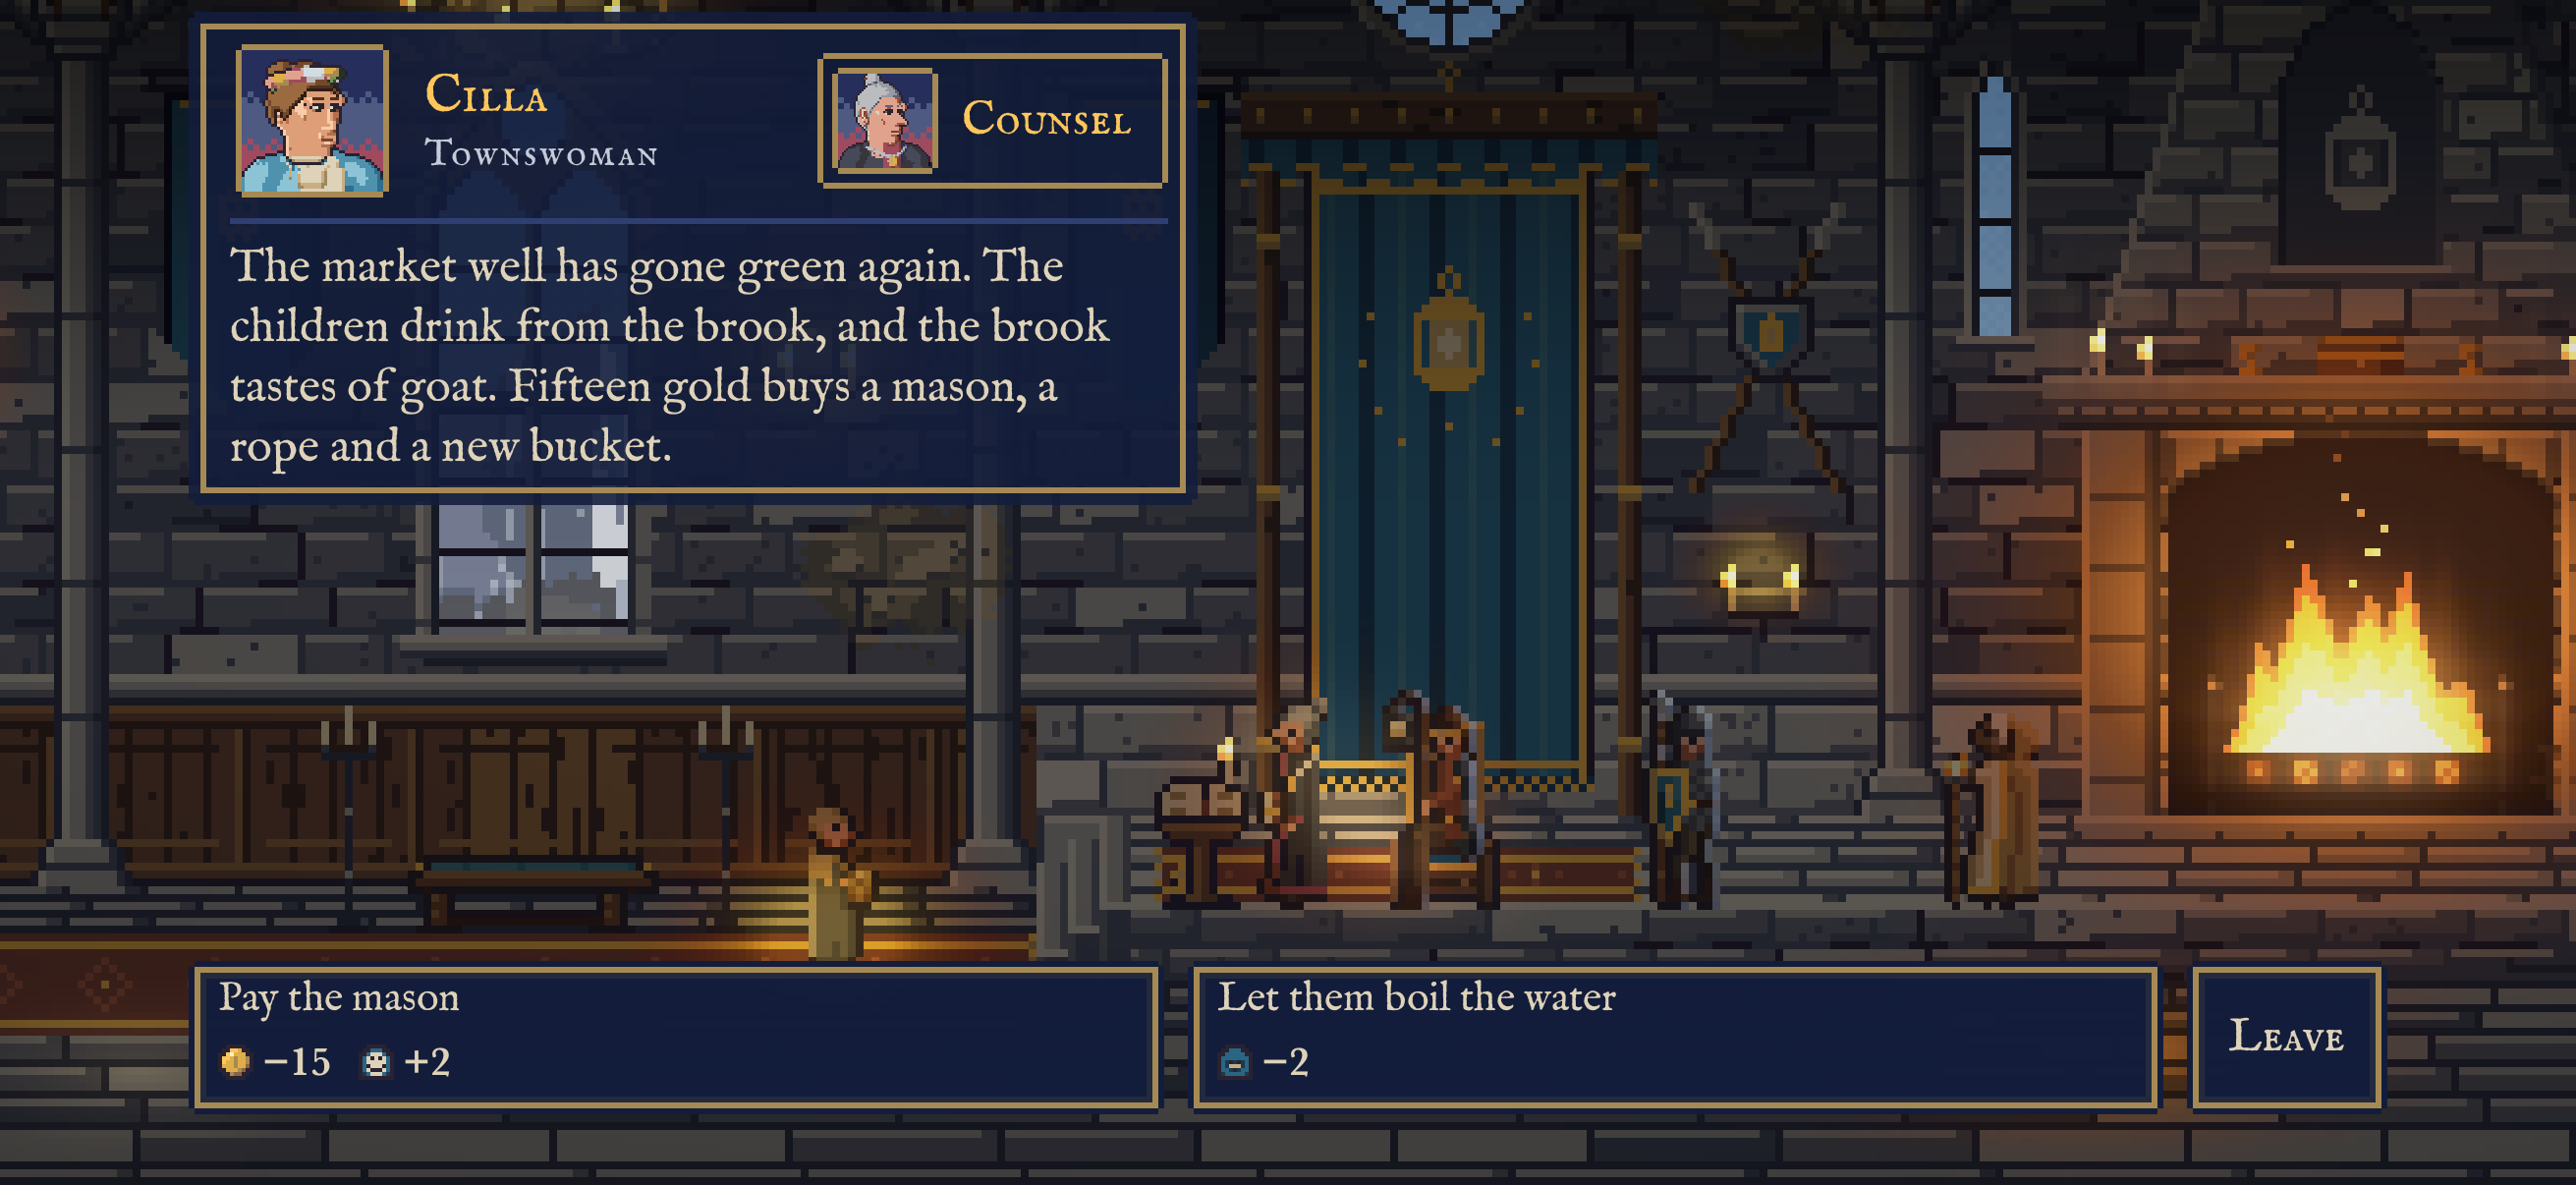 Cilla
Townswoman
Counsel
The market well has gone green again. The
children drink from the brook, and the brook
tastes of goat. Fifteen gold buys a mason, a
rope and a new bucket.
Pay the mason
−15 +2
Let them boil the water
−2
Leave